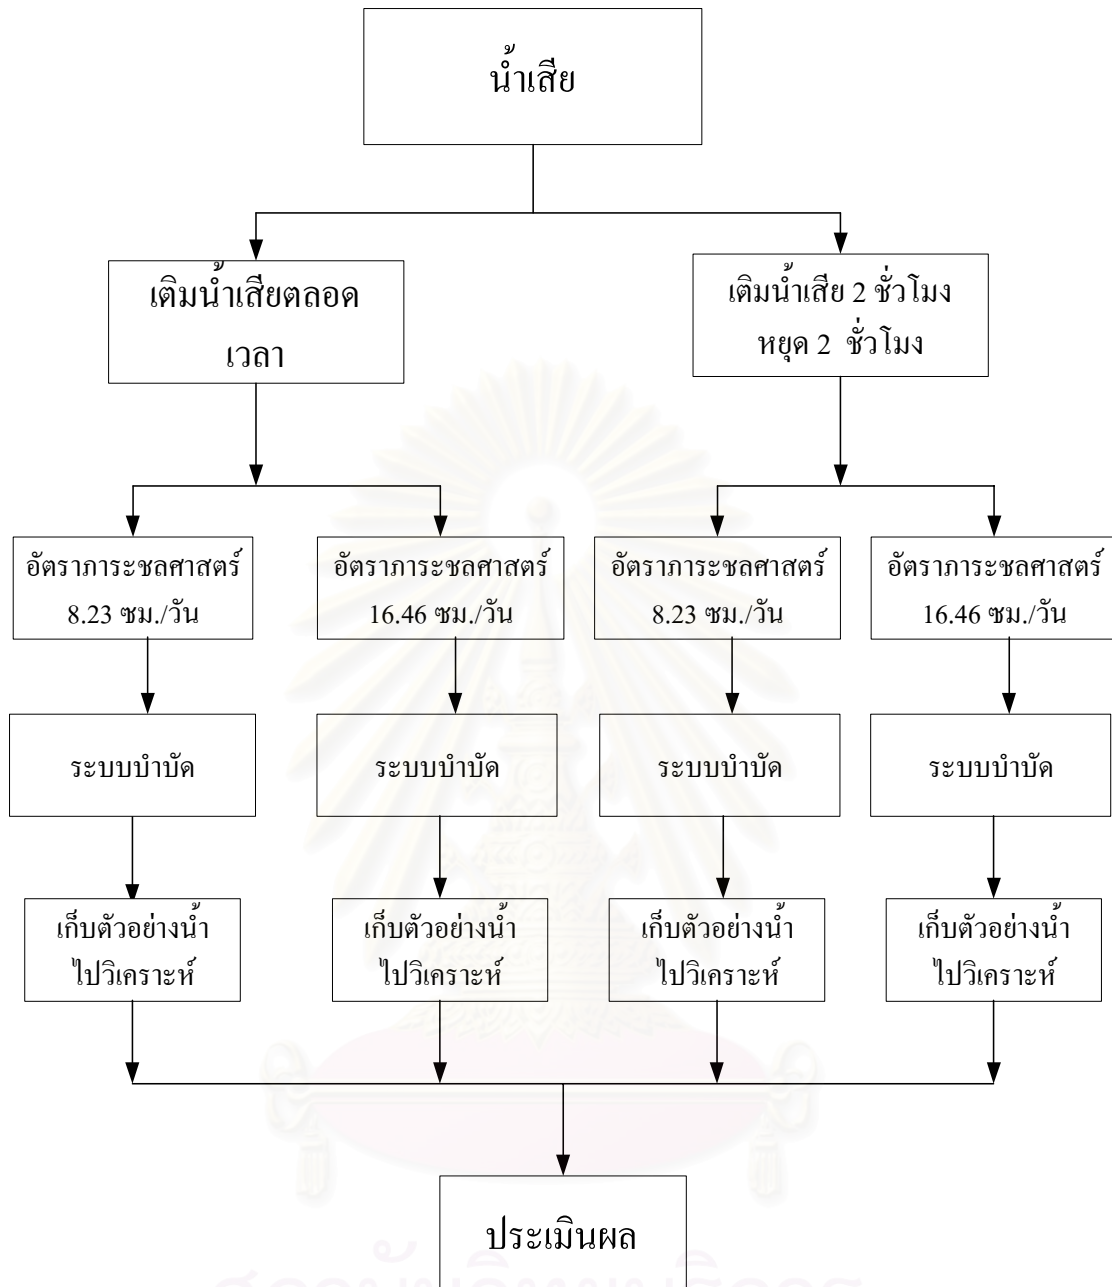 น้ำเสีย
เติมน้ำเสียตลอด
เวลา
เติมน้ำเสีย 2 ชั่วโมง
หยุด 2 ชั่วโมง
อัตราภาระชลศาสตร์
8.23 ซม./วัน
อัตราภาระชลศาสตร์
16.46 ซม./วัน
อัตราภาระชลศาสตร์
8.23 ซม./วัน
อัตราภาระชลศาสตร์
16.46 ซม./วัน
ระบบบำบัด
ระบบบำบัด
ระบบบำบัด
ระบบบำบัด
เก็บตัวอย่างน้ำ
ไปวิเคราะห์
เก็บตัวอย่างน้ำ
ไปวิเคราะห์
เก็บตัวอย่างน้ำ
ไปวิเคราะห์
เก็บตัวอย่างน้ำ
ไปวิเคราะห์
ประเมินผล